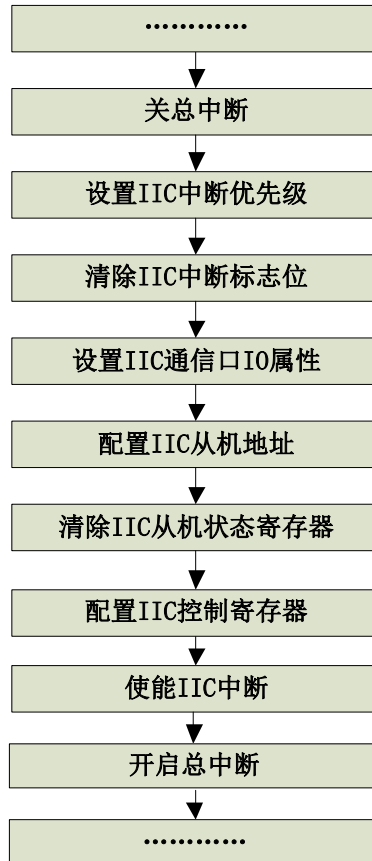 ············
关总中断
设置IIC中断优先级
清除IIC中断标志位
设置IIC通信口IO属性
配置IIC从机地址
清除IIC从机状态寄存器
配置IIC控制寄存器
使能IIC中断
开启总中断
············